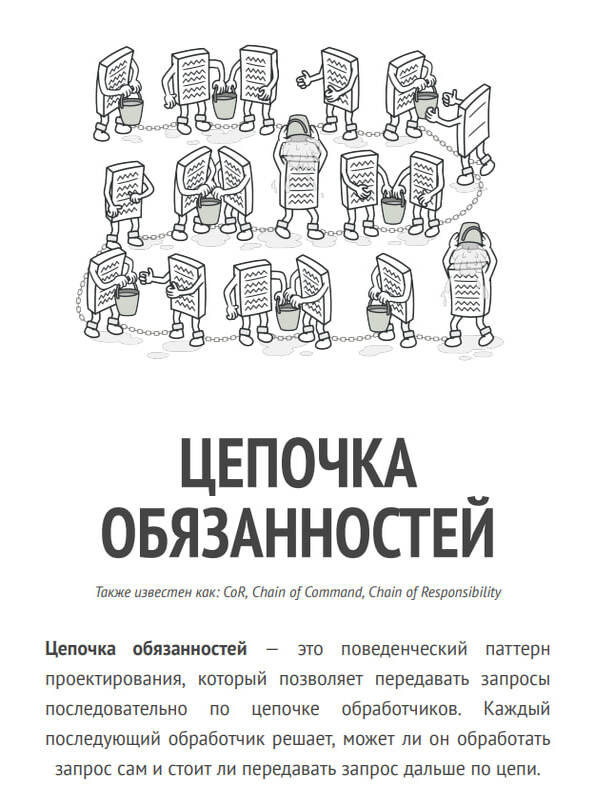 ЦЕПОЧКА
ОБЯЗАННОСТЕЙ
Также известен как: CoR, Chain of Command, Chain of Responsibility
Цепочка обязанностей — это поведенческий паттерн
проектирования, который позволяет передавать запросы
последовательно по цепочке обработчиков. Каждый
последующий обработчик решает, может ли он обработать
запрос сам и стоит ли передавать запрос дальше по цепи.